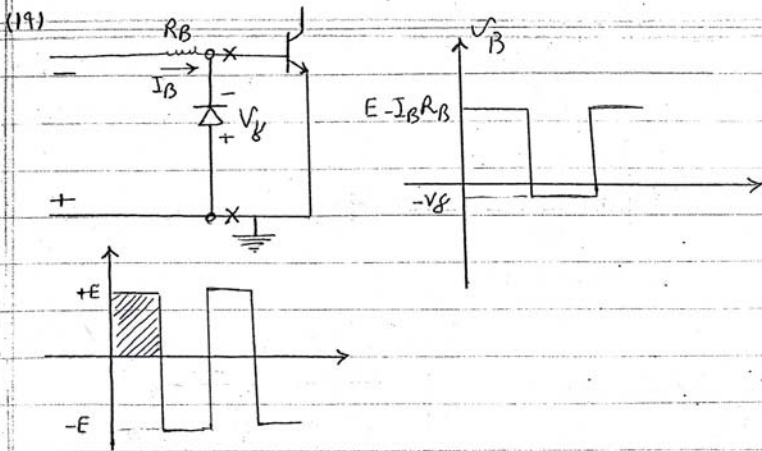 (19)
R_B
I_B
−
+
X
−
+
V_γ
X
V_B
E - I_B R_B
-V_γ
+E
-E